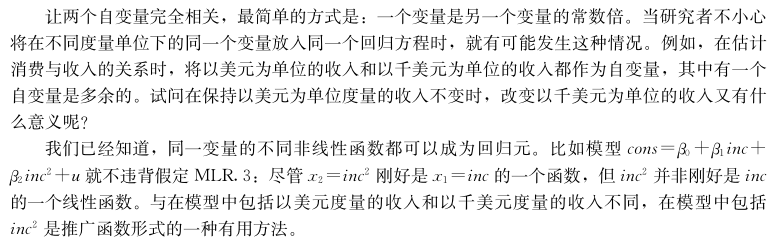 让两个自变量完全相关，最简单的方式是：一个变量是另一个变量的常数倍。当研究者不小心
将在不同度量单位下的同一个变量放入同一个回归方程时，就有可能发生这种情况。例如，在估计
消费与收入的关系时，将以美元为单位的收入和以千美元为单位的收入都作为自变量，其中有一个
自变量是多余的。试问在保持以美元为单位度量的收入不变时，改变以千美元为单位的收入又有什
么意义呢？
我们已经知道，同一变量的不同非线性函数都可以成为回归元。比如模型 cons=β₀+β₁inc+
β₂inc²+u 就不违背假定 MLR.3：尽管 x₂=inc² 刚好是 x₁=inc 的一个函数，但 inc² 并非刚好是 inc
的一个线性函数。与在模型中包括以美元度量的收入和以千美元度量的收入不同，在模型中包括
inc² 是推广函数形式的一种有用方法。